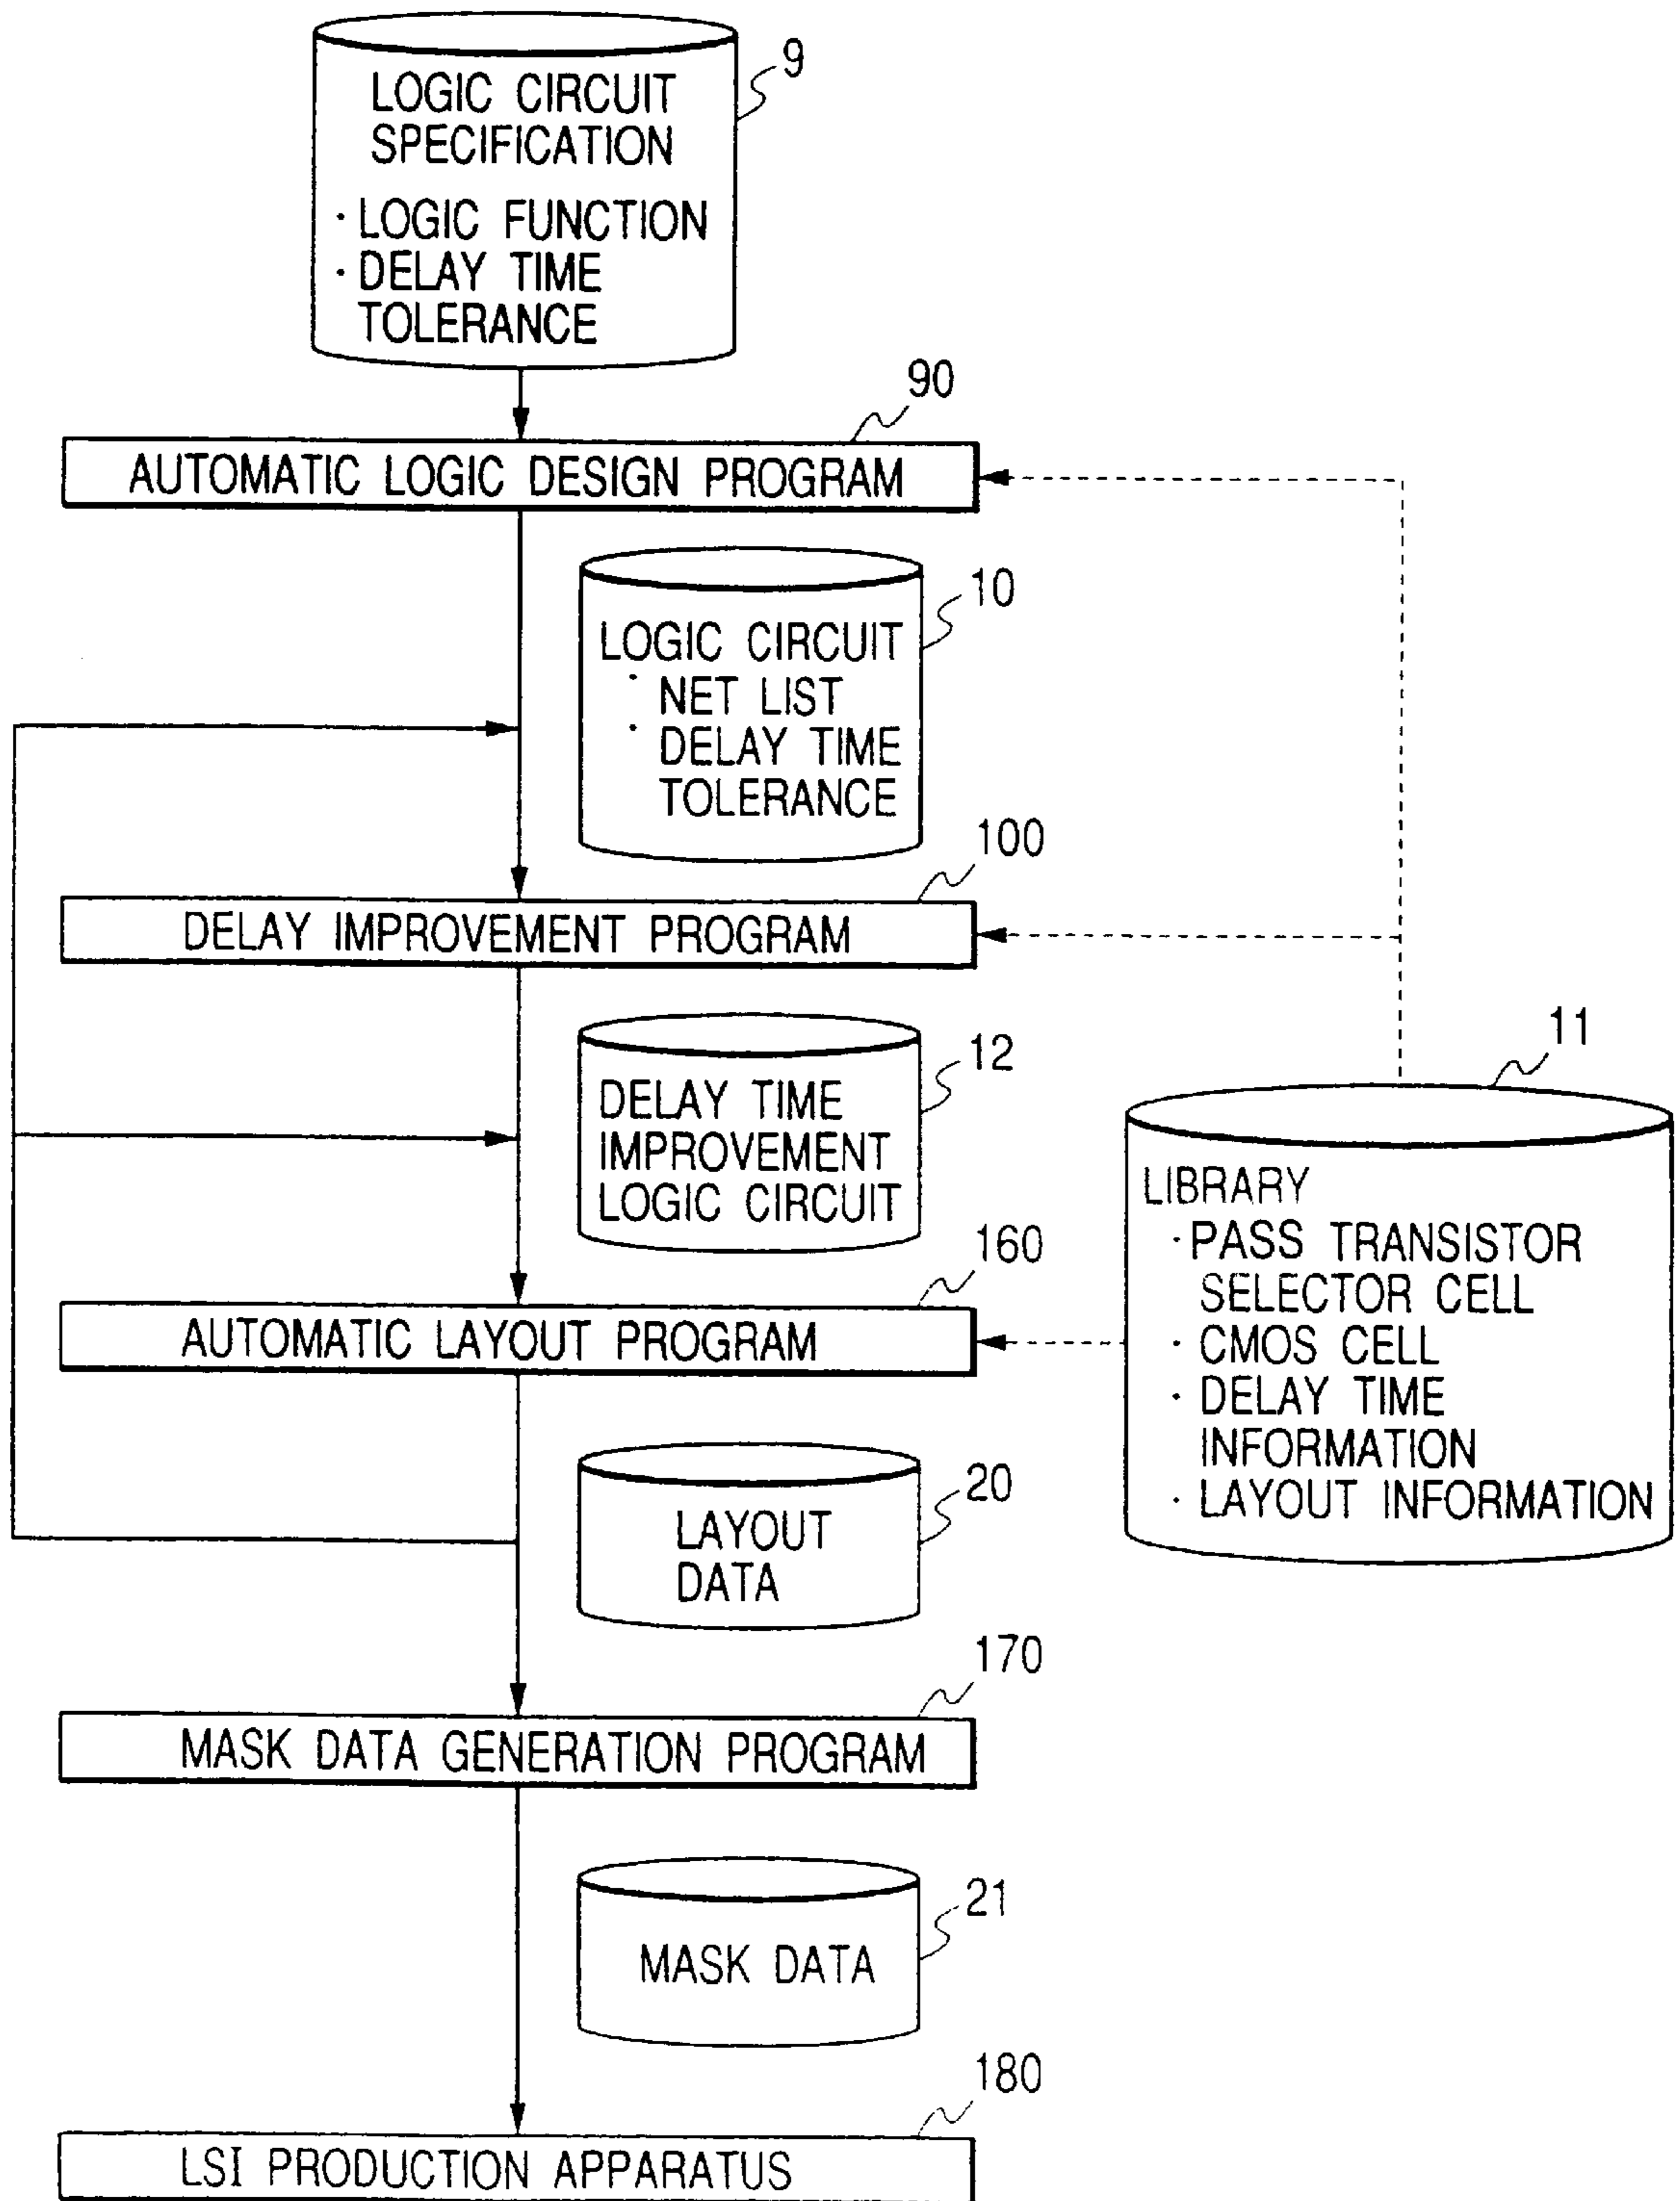 9
LOGIC CIRCUIT
SPECIFICATION
· LOGIC FUNCTION
· DELAY TIME
TOLERANCE
90
AUTOMATIC LOGIC DESIGN PROGRAM
10
LOGIC CIRCUIT
· NET LIST
· DELAY TIME
TOLERANCE
100
DELAY IMPROVEMENT PROGRAM
12
DELAY TIME
IMPROVEMENT
LOGIC CIRCUIT
11
LIBRARY
· PASS TRANSISTOR
SELECTOR CELL
· CMOS CELL
· DELAY TIME
INFORMATION
· LAYOUT INFORMATION
160
AUTOMATIC LAYOUT PROGRAM
20
LAYOUT
DATA
170
MASK DATA GENERATION PROGRAM
21
MASK DATA
180
LSI PRODUCTION APPARATUS